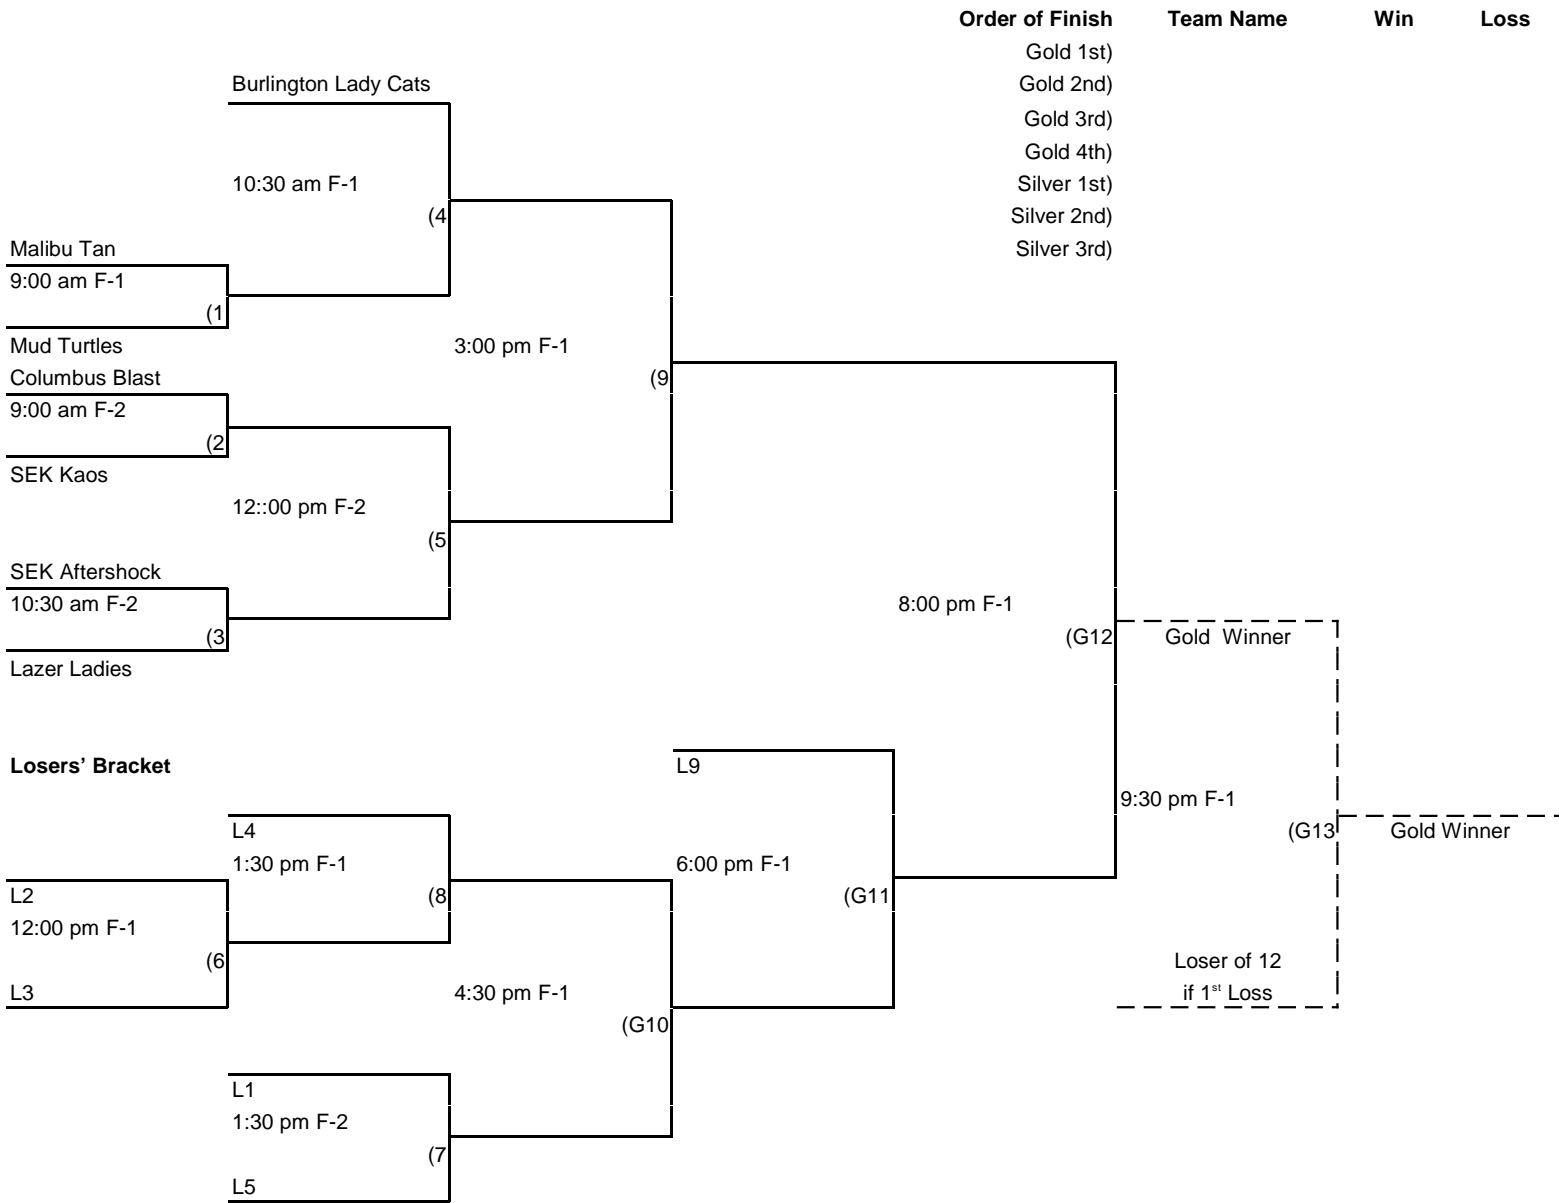 Order of Finish Team Name Win Loss
Gold 1st)
Burlington Lady Cats Gold 2nd)
Gold 3rd)
Gold 4th)
10:30 am F-1 Silver 1st)
(4 Silver 2nd)
Malibu Tan Silver 3rd)
9:00 am F-1
(1
Mud Turtles 3:00 pm F-1
Columbus Blast (9
9:00 am F-2
(2
SEK Kaos
12::00 pm F-2
(5
SEK Aftershock
10:30 am F-2 8:00 pm F-1
(3 (G12 Gold Winner
Lazer Ladies
Losers’ Bracket L9
9:30 pm F-1
L4 (G13 Gold Winner
1:30 pm F-1 6:00 pm F-1
L2 (8 (G11
12:00 pm F-1
(6 Loser of 12
L3 4:30 pm F-1 if 1st Loss
(G10
L1
1:30 pm F-2
(7
L5